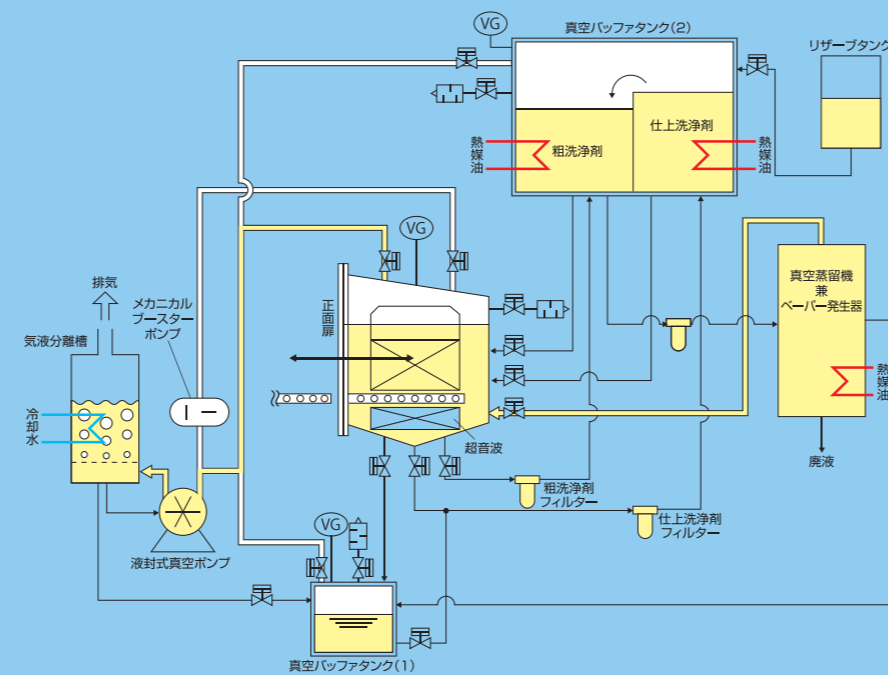 VG
真空バッファタンク(2)
リザーブタンク
熱媒油
粗洗浄剤
仕上洗浄剤
熱媒油
VG
排気
メカニカル
ブースター
ポンプ
正面扉
真空蒸留機
兼
ベーパー発生器
気液分離槽
冷却水
熱媒油
超音波
廃液
粗洗浄剤
フィルター
仕上洗浄剤
フィルター
VG
液封式真空ポンプ
真空バッファタンク(1)